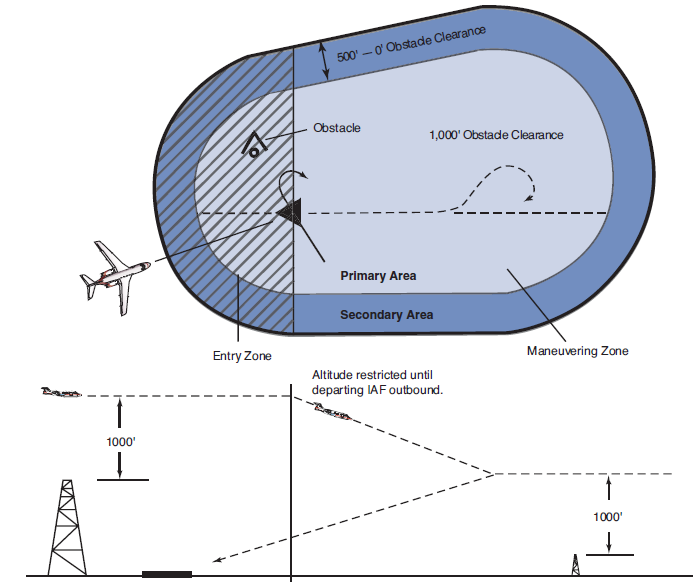 500' — 0' Obstacle Clearance
Obstacle
1,000' Obstacle Clearance
Primary Area
Secondary Area
Entry Zone
Maneuvering Zone
Altitude restricted until
departing IAF outbound.
1000'
1000'